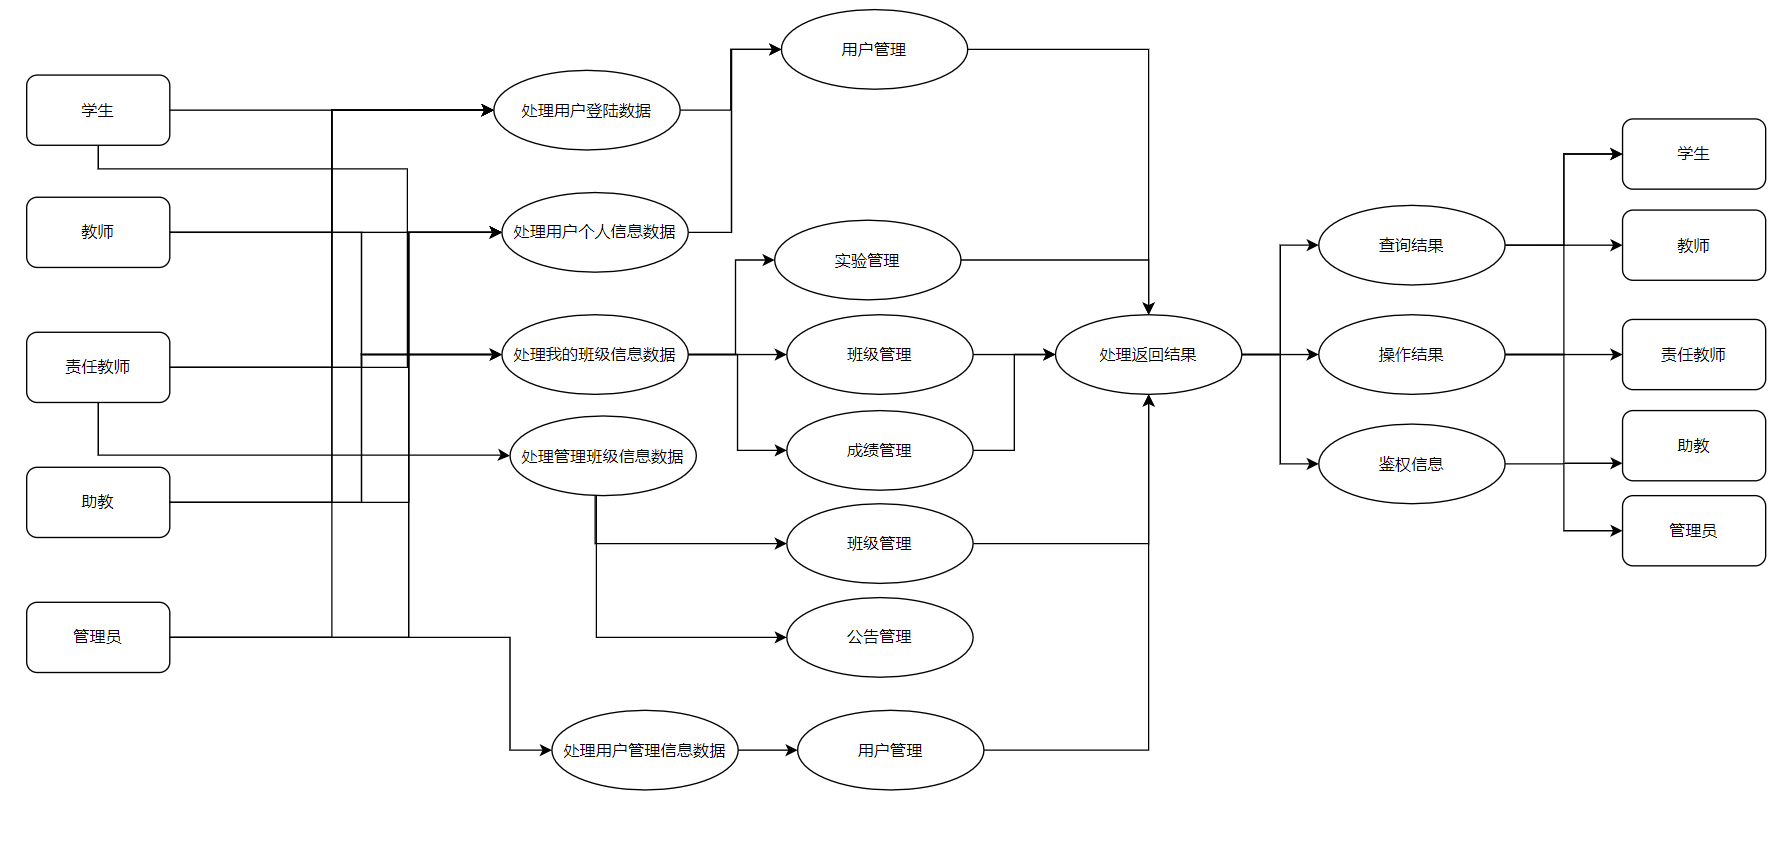 学生
教师
责任教师
助教
管理员
处理用户登陆数据
处理用户个人信息数据
处理我的班级信息数据
处理管理班级信息数据
处理用户管理信息数据
用户管理
实验管理
班级管理
成绩管理
班级管理
公告管理
用户管理
处理返回结果
查询结果
操作结果
鉴权信息
学生
教师
责任教师
助教
管理员